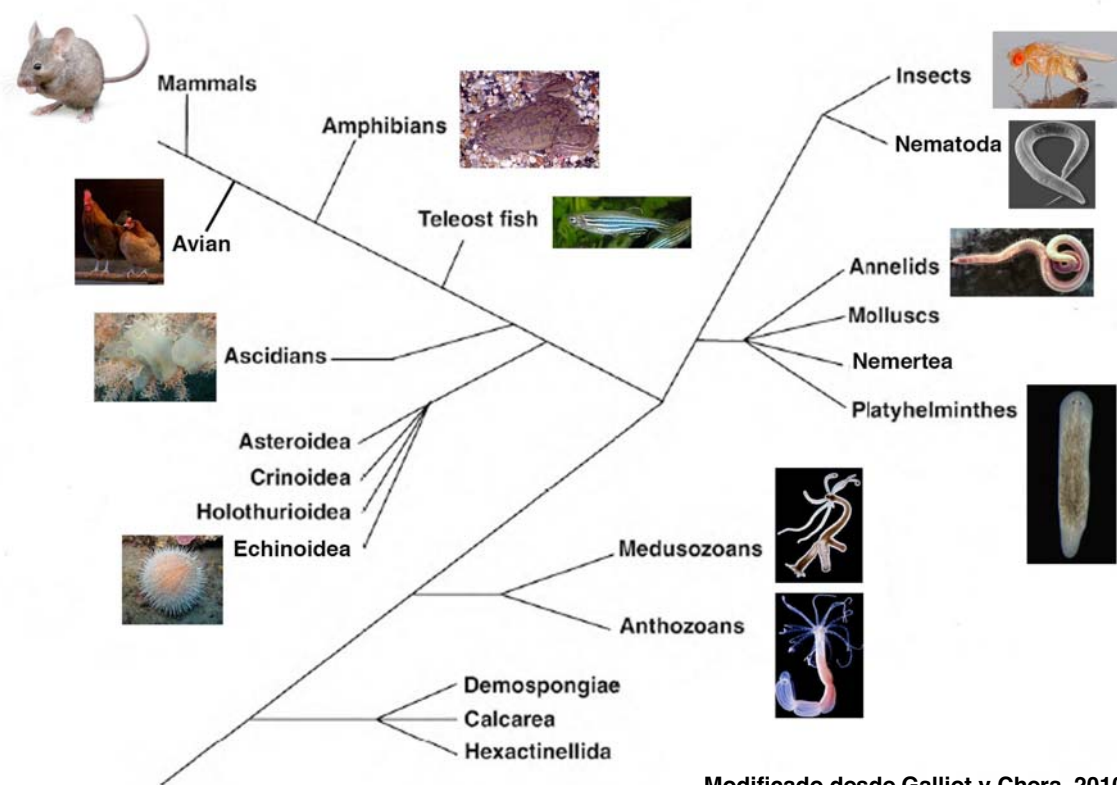 Mammals
Amphibians
Teleost fish
Avian
Ascidians
Asteroidea
Crinoidea
Holothurioidea
Echinoidea
Insects
Nematoda
Annelids
Molluscs
Nemertea
Platyhelminthes
Medusozoans
Anthozoans
Demospongiae
Calcarea
Hexactinellida
Modificado desde Galliot y Chera, 2010